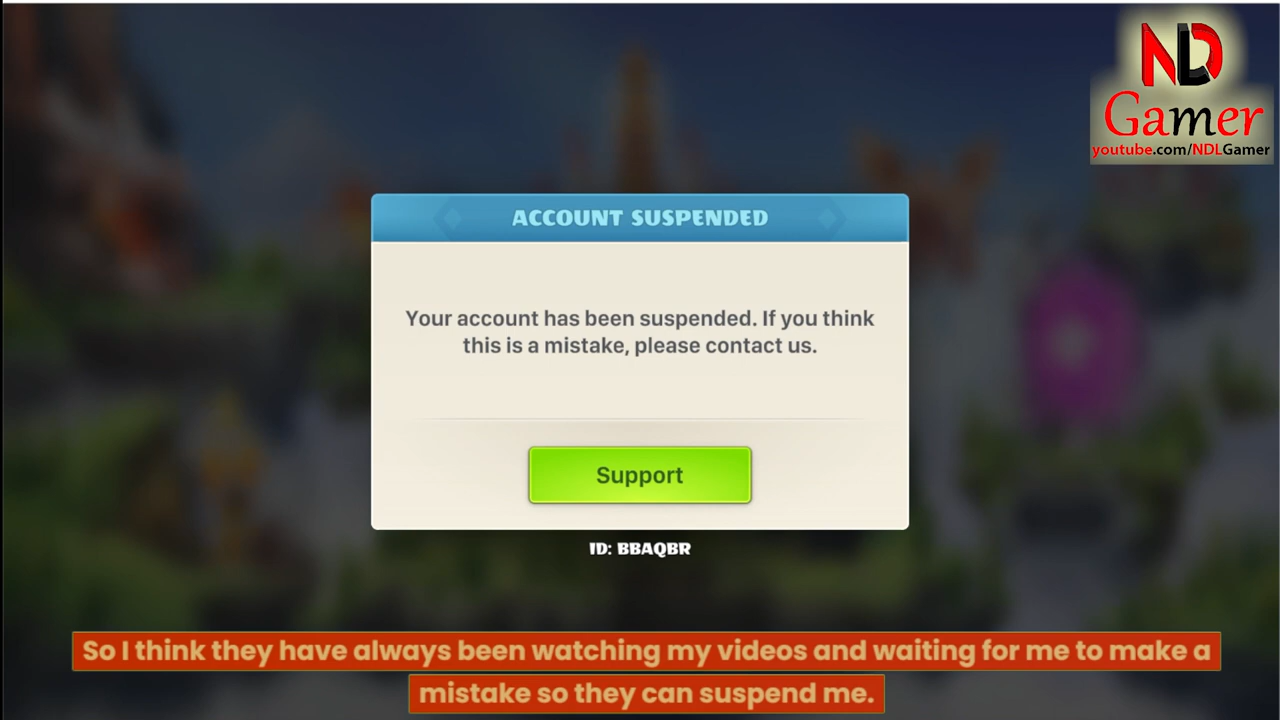 ND
Gamer
youtube.com/NDLGamer
ACCOUNT SUSPENDED
Your account has been suspended. If you think
this is a mistake, please contact us.
Support
ID: BBAQBR
So I think they have always been watching my videos and waiting for me to make a
mistake so they can suspend me.